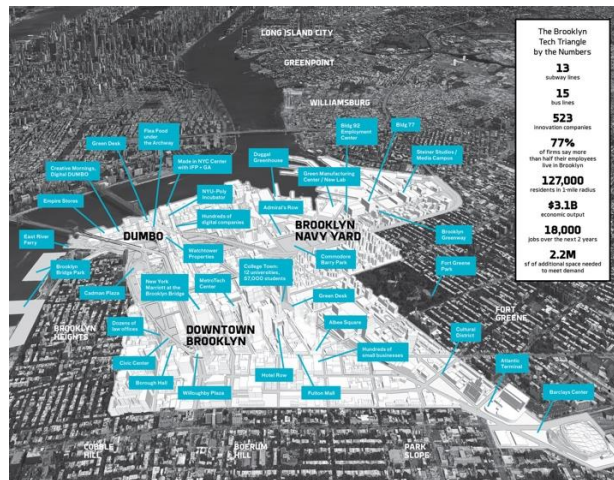 LONG ISLAND CITY
GREENPOINT
WILLIAMSBURG
The Brooklyn
Tech Triangle
by the Numbers
13
subway lines
15
bus lines
523
innovation companies
77%
of firms say more
than half their employees
live in Brooklyn
127,000
residents in 1-mile radius
$3.1B
economic output
18,000
jobs over the next 2 years
2.2M
sf of additional space needed
to meet demand
Flea Food
under
the Archway
Green Desk
Made in NYC Center
with IFP + GA
Creative Mornings,
Digital DUMBO
Empire Stores
East River
Ferry
Brooklyn
Bridge Park
NYU-Poly
Incubator
Hundreds of
digital companies
DUMBO
Watchtower
Properties
Cadman Plaza
Duggal
Greenhouse
Bldg 92
Employment
Center
Bldg 77
Steiner Studios /
Media Campus
Green Manufacturing
Center / New Lab
Admiral's Row
BROOKLYN
NAVY YARD
Brooklyn
Greenway
Commodore
Barry Park
Fort Greene
Park
College Town:
12 universities,
57,000 students
New York
Marriott at the
Brooklyn Bridge
MetroTech
Center
Green Desk
FORT
GREENE
BROOKLYN
HEIGHTS
Dozens of
law offices
DOWNTOWN
BROOKLYN
Albee Square
Cultural
District
Civic Center
Hundreds of
small businesses
Atlantic
Terminal
Borough Hall
Willoughby Plaza
Hotel Row
Fulton Mall
Barclays Center
COBBLE
HILL
BOERUM
HILL
PARK
SLOPE